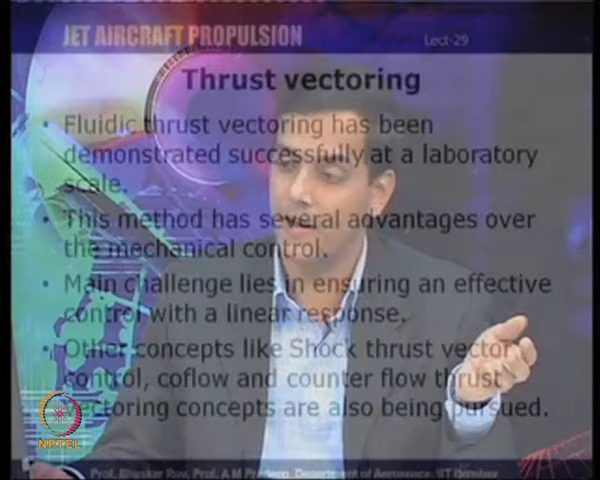 JET AIRCRAFT PROPULSION
Lect-29
Thrust vectoring
• Fluidic thrust vectoring has been
demonstrated successfully at a laboratory
scale.
• This method has several advantages over
the mechanical control.
• Main challenge lies in ensuring an effective
control with a linear response,
• Other concepts like Shock thrust vector
control, coflow and counter flow thrust
vectoring concepts are also being pursued.
NPTEL
Prof. Bhaskar Roy, Prof. A M Pradeep, Department of Aerospace, IIT Bombay